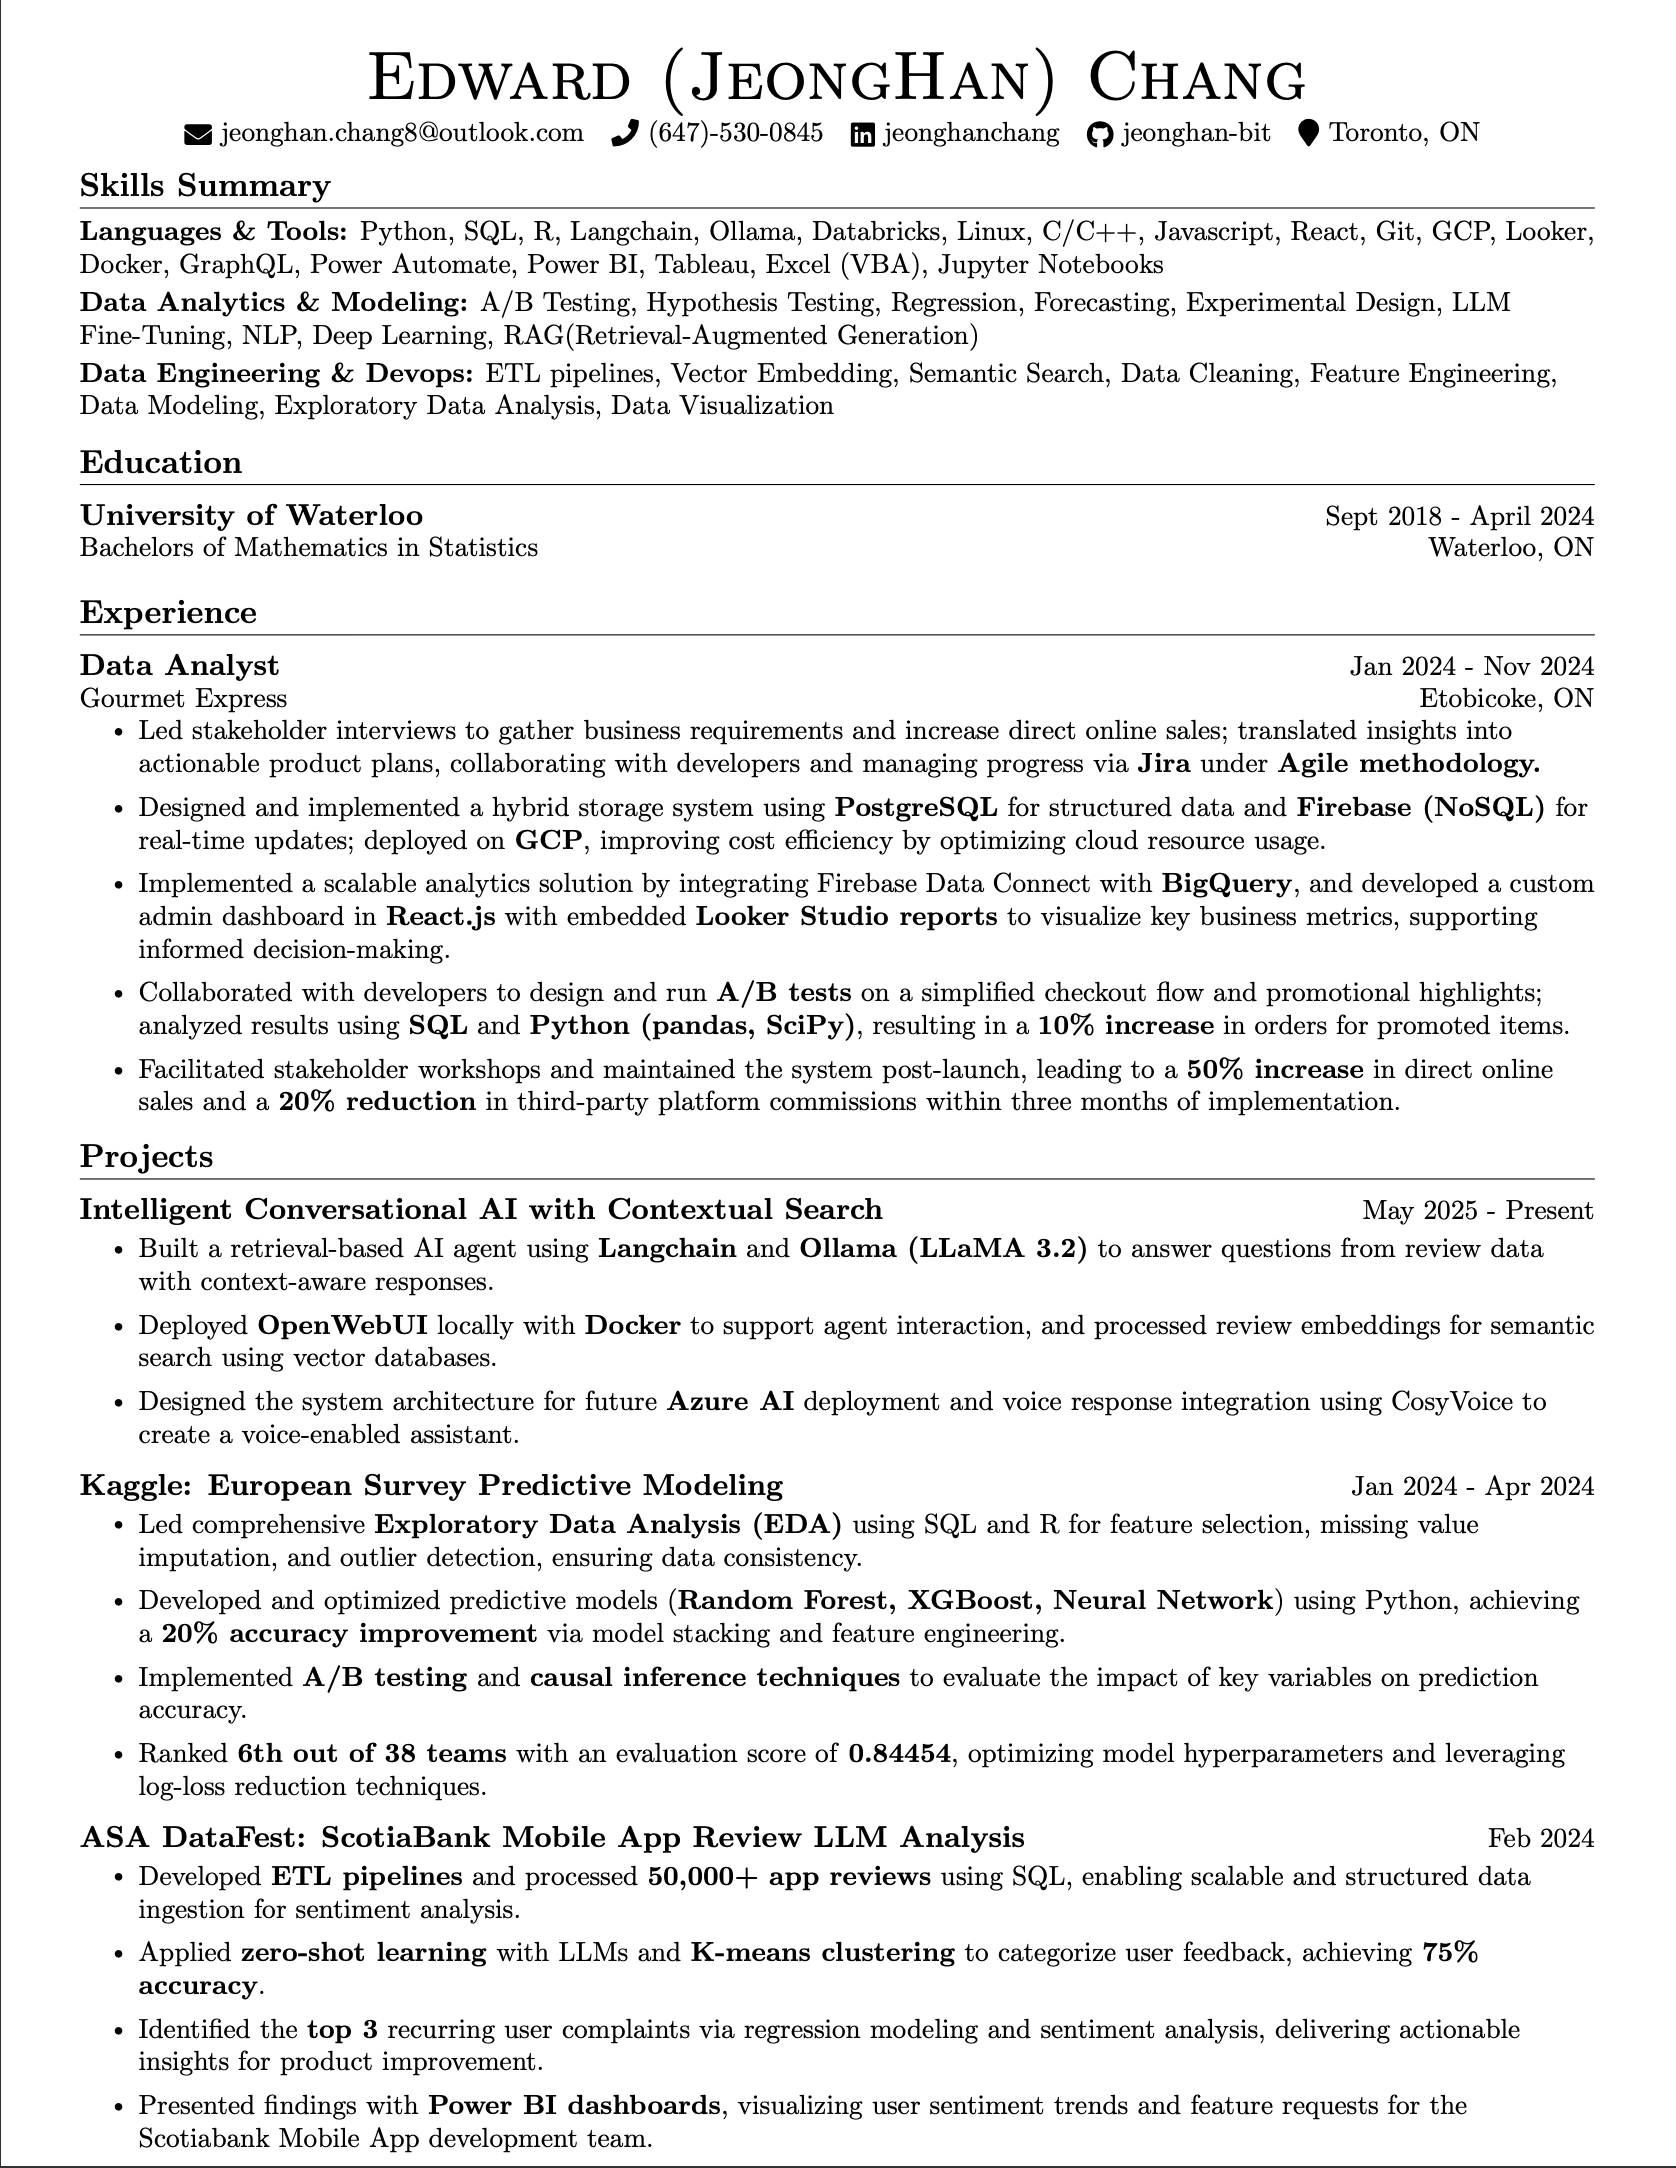 Edward (JeongHan) Chang
jeonghan.chang8@outlook.com (647)-530-0845 jeonghanchang jeonghan-bit Toronto, ON
Skills Summary
Languages & Tools: Python, SQL, R, Langchain, Ollama, Databricks, Linux, C/C++, Javascript, React, Git, GCP, Looker,
Docker, GraphQL, Power Automate, Power BI, Tableau, Excel (VBA), Jupyter Notebooks
Data Analytics & Modeling: A/B Testing, Hypothesis Testing, Regression, Forecasting, Experimental Design, LLM
Fine-Tuning, NLP, Deep Learning, RAG(Retrieval-Augmented Generation)
Data Engineering & Devops: ETL pipelines, Vector Embedding, Semantic Search, Data Cleaning, Feature Engineering,
Data Modeling, Exploratory Data Analysis, Data Visualization
Education
University of Waterloo Sept 2018 - April 2024
Bachelors of Mathematics in Statistics Waterloo, ON
Experience
Data Analyst Jan 2024 - Nov 2024
Gourmet Express Etobicoke, ON
• Led stakeholder interviews to gather business requirements and increase direct online sales; translated insights into
actionable product plans, collaborating with developers and managing progress via Jira under Agile methodology.
• Designed and implemented a hybrid storage system using PostgreSQL for structured data and Firebase (NoSQL) for
real-time updates; deployed on GCP, improving cost efficiency by optimizing cloud resource usage.
• Implemented a scalable analytics solution by integrating Firebase Data Connect with BigQuery, and developed a custom
admin dashboard in React.js with embedded Looker Studio reports to visualize key business metrics, supporting
informed decision-making.
• Collaborated with developers to design and run A/B tests on a simplified checkout flow and promotional highlights;
analyzed results using SQL and Python (pandas, SciPy), resulting in a 10% increase in orders for promoted items.
• Facilitated stakeholder workshops and maintained the system post-launch, leading to a 50% increase in direct online
sales and a 20% reduction in third-party platform commissions within three months of implementation.
Projects
Intelligent Conversational AI with Contextual Search May 2025 - Present
• Built a retrieval-based AI agent using Langchain and Ollama (LLaMA 3.2) to answer questions from review data
with context-aware responses.
• Deployed OpenWebUI locally with Docker to support agent interaction, and processed review embeddings for semantic
search using vector databases.
• Designed the system architecture for future Azure AI deployment and voice response integration using CosyVoice to
create a voice-enabled assistant.
Kaggle: European Survey Predictive Modeling Jan 2024 - Apr 2024
• Led comprehensive Exploratory Data Analysis (EDA) using SQL and R for feature selection, missing value
imputation, and outlier detection, ensuring data consistency.
• Developed and optimized predictive models (Random Forest, XGBoost, Neural Network) using Python, achieving
a 20% accuracy improvement via model stacking and feature engineering.
• Implemented A/B testing and causal inference techniques to evaluate the impact of key variables on prediction
accuracy.
• Ranked 6th out of 38 teams with an evaluation score of 0.84454, optimizing model hyperparameters and leveraging
log-loss reduction techniques.
ASA DataFest: ScotiaBank Mobile App Review LLM Analysis Feb 2024
• Developed ETL pipelines and processed 50,000+ app reviews using SQL, enabling scalable and structured data
ingestion for sentiment analysis.
• Applied zero-shot learning with LLMs and K-means clustering to categorize user feedback, achieving 75%
accuracy.
• Identified the top 3 recurring user complaints via regression modeling and sentiment analysis, delivering actionable
insights for product improvement.
• Presented findings with Power BI dashboards, visualizing user sentiment trends and feature requests for the
Scotiabank Mobile App development team.